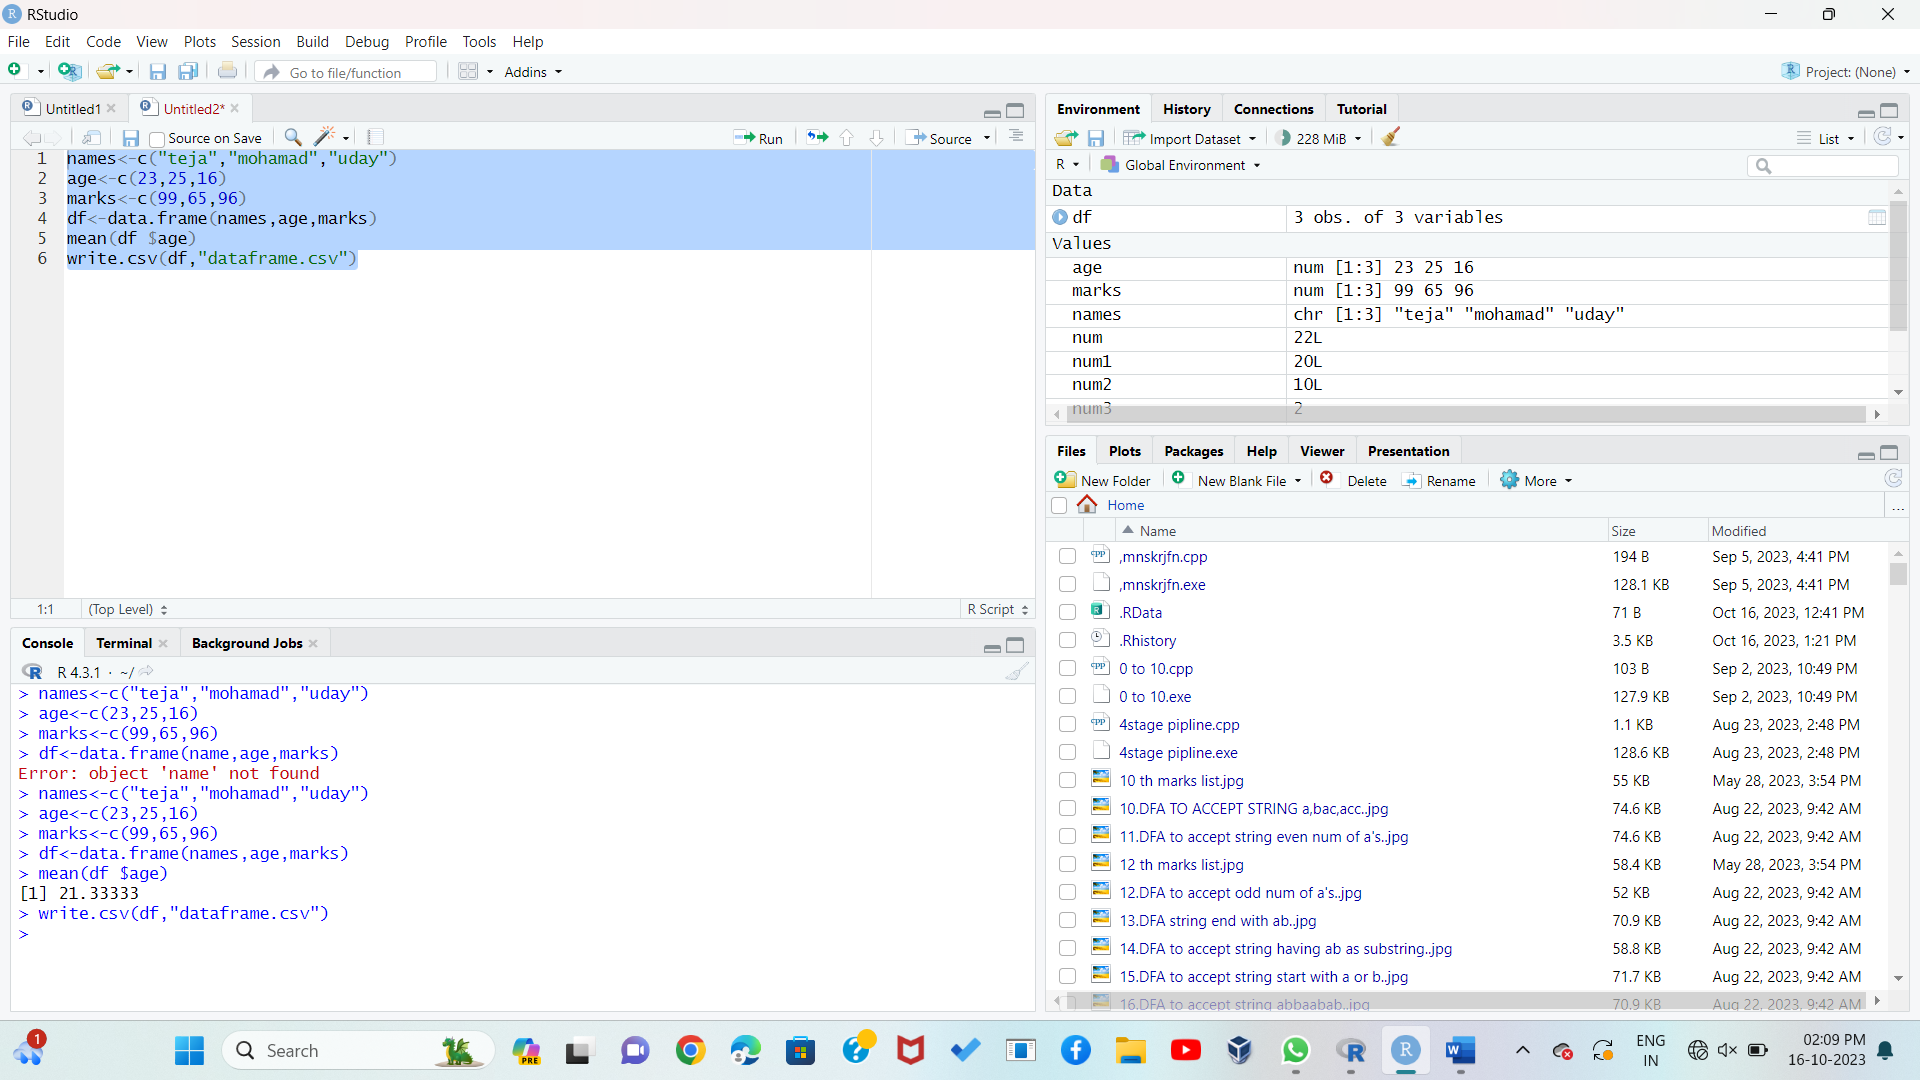 RStudio
File Edit Code View Plots Session Build Debug Profile Tools Help
Go to file/function Addins Project: (None)
Untitled1 Untitled2*
Source on Save Run Source
1 names<-c("teja","mohamad","uday")
2 age<-c(23,25,16)
3 marks<-c(99,65,96)
4 df<-data.frame(names,age,marks)
5 mean(df $age)
6 write.csv(df,"dataframe.csv")
1:1 (Top Level) R Script
Console Terminal Background Jobs
R 4.3.1 · ~/
> names<-c("teja","mohamad","uday")
> age<-c(23,25,16)
> marks<-c(99,65,96)
> df<-data.frame(name,age,marks)
Error: object 'name' not found
> names<-c("teja","mohamad","uday")
> age<-c(23,25,16)
> marks<-c(99,65,96)
> df<-data.frame(names,age,marks)
> mean(df $age)
[1] 21.33333
> write.csv(df,"dataframe.csv")
>
Environment History Connections Tutorial
Import Dataset 228 MiB List
R Global Environment
Data
df 3 obs. of 3 variables
Values
age num [1:3] 23 25 16
marks num [1:3] 99 65 96
names chr [1:3] "teja" "mohamad" "uday"
num 22L
num1 20L
num2 10L
num3 2
Files Plots Packages Help Viewer Presentation
New Folder New Blank File Delete Rename More
Home ...
Name Size Modified
,mnskrjfn.cpp 194 B Sep 5, 2023, 4:41 PM
,mnskrjfn.exe 128.1 KB Sep 5, 2023, 4:41 PM
.RData 71 B Oct 16, 2023, 12:41 PM
.Rhistory 3.5 KB Oct 16, 2023, 1:21 PM
0 to 10.cpp 103 B Sep 2, 2023, 10:49 PM
0 to 10.exe 127.9 KB Sep 2, 2023, 10:49 PM
4stage pipline.cpp 1.1 KB Aug 23, 2023, 2:48 PM
4stage pipline.exe 128.6 KB Aug 23, 2023, 2:48 PM
10 th marks list.jpg 55 KB May 28, 2023, 3:54 PM
10.DFA TO ACCEPT STRING a,bac,acc..jpg 74.6 KB Aug 22, 2023, 9:42 AM
11.DFA to accept string even num of a's..jpg 74.6 KB Aug 22, 2023, 9:42 AM
12 th marks list.jpg 58.4 KB May 28, 2023, 3:54 PM
12.DFA to accept odd num of a's..jpg 52 KB Aug 22, 2023, 9:42 AM
13.DFA string end with ab..jpg 70.9 KB Aug 22, 2023, 9:42 AM
14.DFA to accept string having ab as substring..jpg 58.8 KB Aug 22, 2023, 9:42 AM
15.DFA to accept string start with a or b..jpg 71.7 KB Aug 22, 2023, 9:42 AM
16.DFA to accept string abbaabab..jpg 70.9 KB Aug 22, 2023, 9:42 AM
1 Search PRE ENG 02:09 PM
IN 16-10-2023